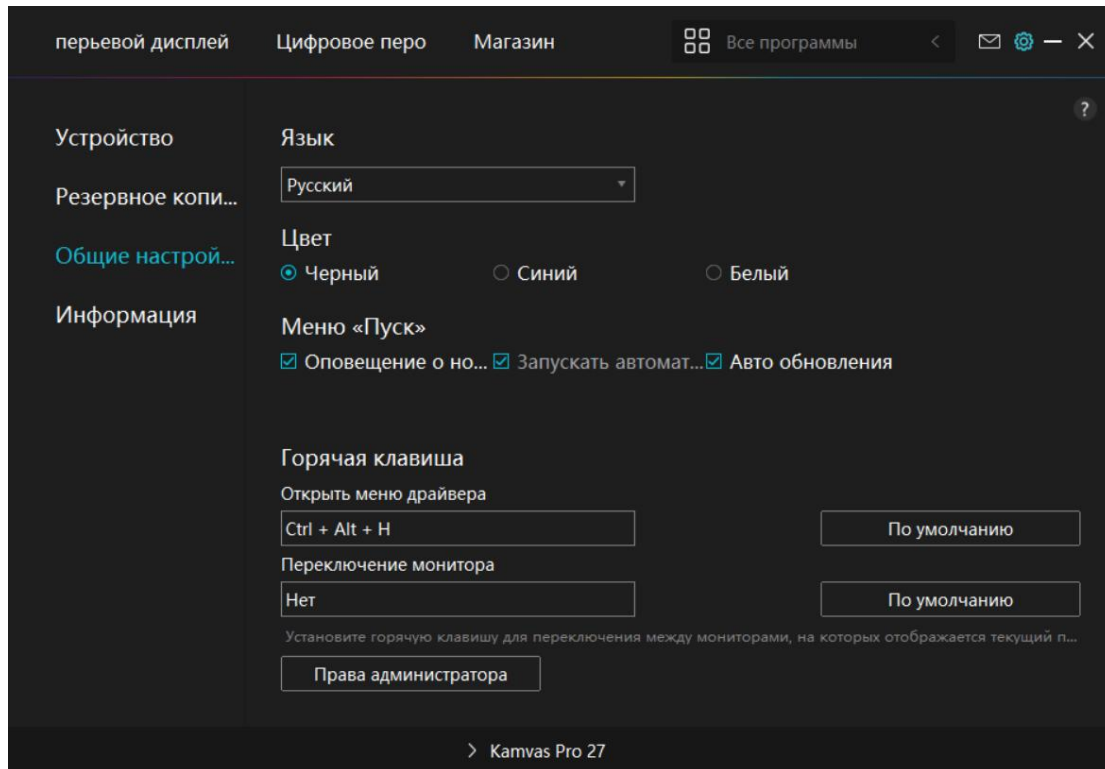 перьевой дисплей Цифровое перо Магазин Все программы
?
Устройство
Резервное копи...
Общие настрой...
Информация
Язык
Русский
Цвет
Черный Синий Белый
Меню «Пуск»
Оповещение о но... Запускать автомат... Авто обновления
Горячая клавиша
Открыть меню драйвера
Ctrl + Alt + H По умолчанию
Переключение монитора
Нет По умолчанию
Установите горячую клавишу для переключения между мониторами, на которых отображается текущий п...
Права администратора
Kamvas Pro 27